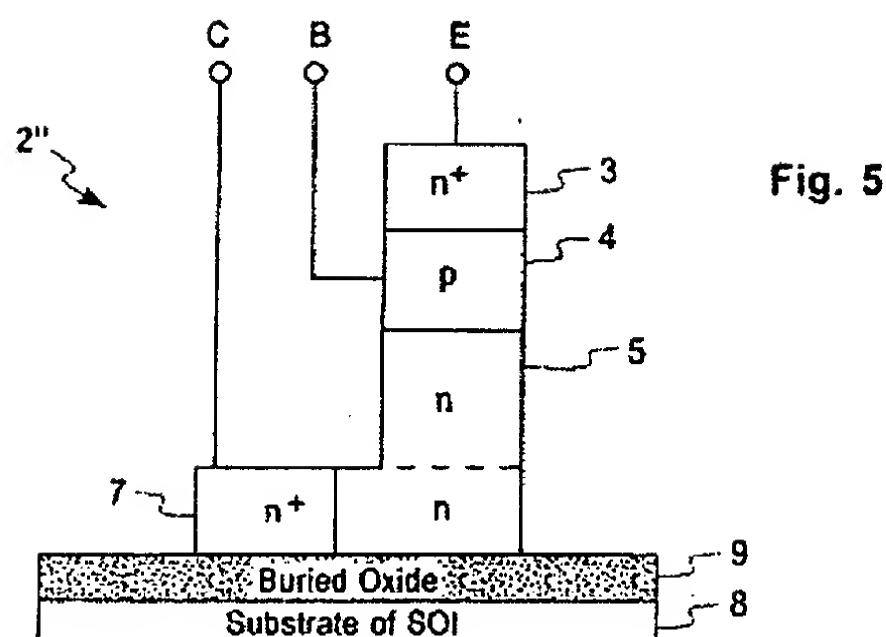 C B E
2"
n+ 3
Fig. 5
p 4
n 5
7 n+ n
Buried Oxide 9
Substrate of SOI 8